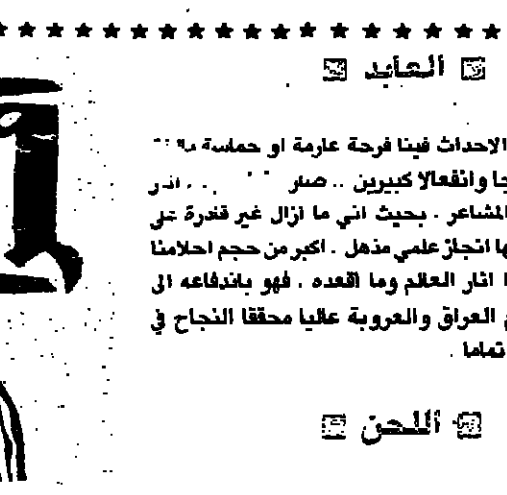 العابد
الاحداث فينا فرحة عارمة او حماسة
جا وانفعالا كبيرين .. صار
المشاعر . بحيث اني ما ازال غير قادرة على
ها انجاز علمي مذهل . اكبر من حجم احلامنا
ا اثار العالم وما اقعده . فهو باندفاعه الى
م العراق والعروبة عاليا محققا النجاح في
تماما .
اللحن